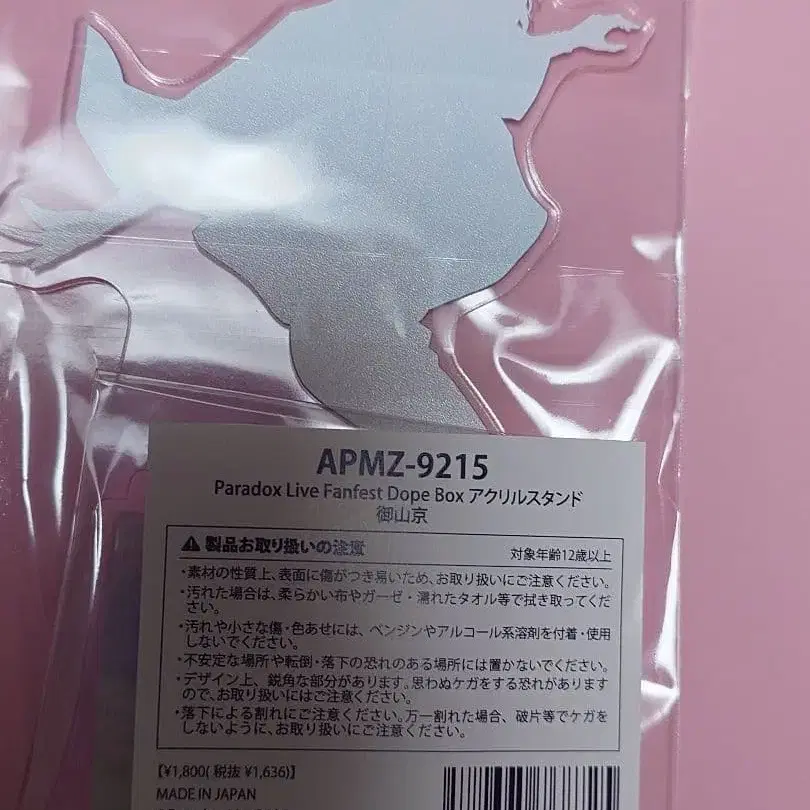 APMZ-9215
Paradox Live Fanfest Dope Box アクリルスタンド
御山京
⚠ 製品お取り扱いの注意
対象年齢12歳以上
・素材の性質上、表面に傷がつき易いため、お取り扱いにご注意ください。
・汚れた場合は、柔らかい布やガーゼ・濡れたタオル等で拭き取ってくだ
さい。
・汚れや小さな傷・色あせには、ベンジンやアルコール系溶剤を付着・使用
しないでください。
・不安定な場所や転倒・落下の恐れのある場所には置かないでください。
・デザイン上、鋭角な部分があります。思わぬケガをする恐れがあります
ので、お取り扱いにはご注意ください。
・落下による割れにご注意ください。万一割れた場合、破片等でケガを
しないように、お取り扱いにご注意ください。
【¥1,800( 税抜 ¥1,636)】
MADE IN JAPAN